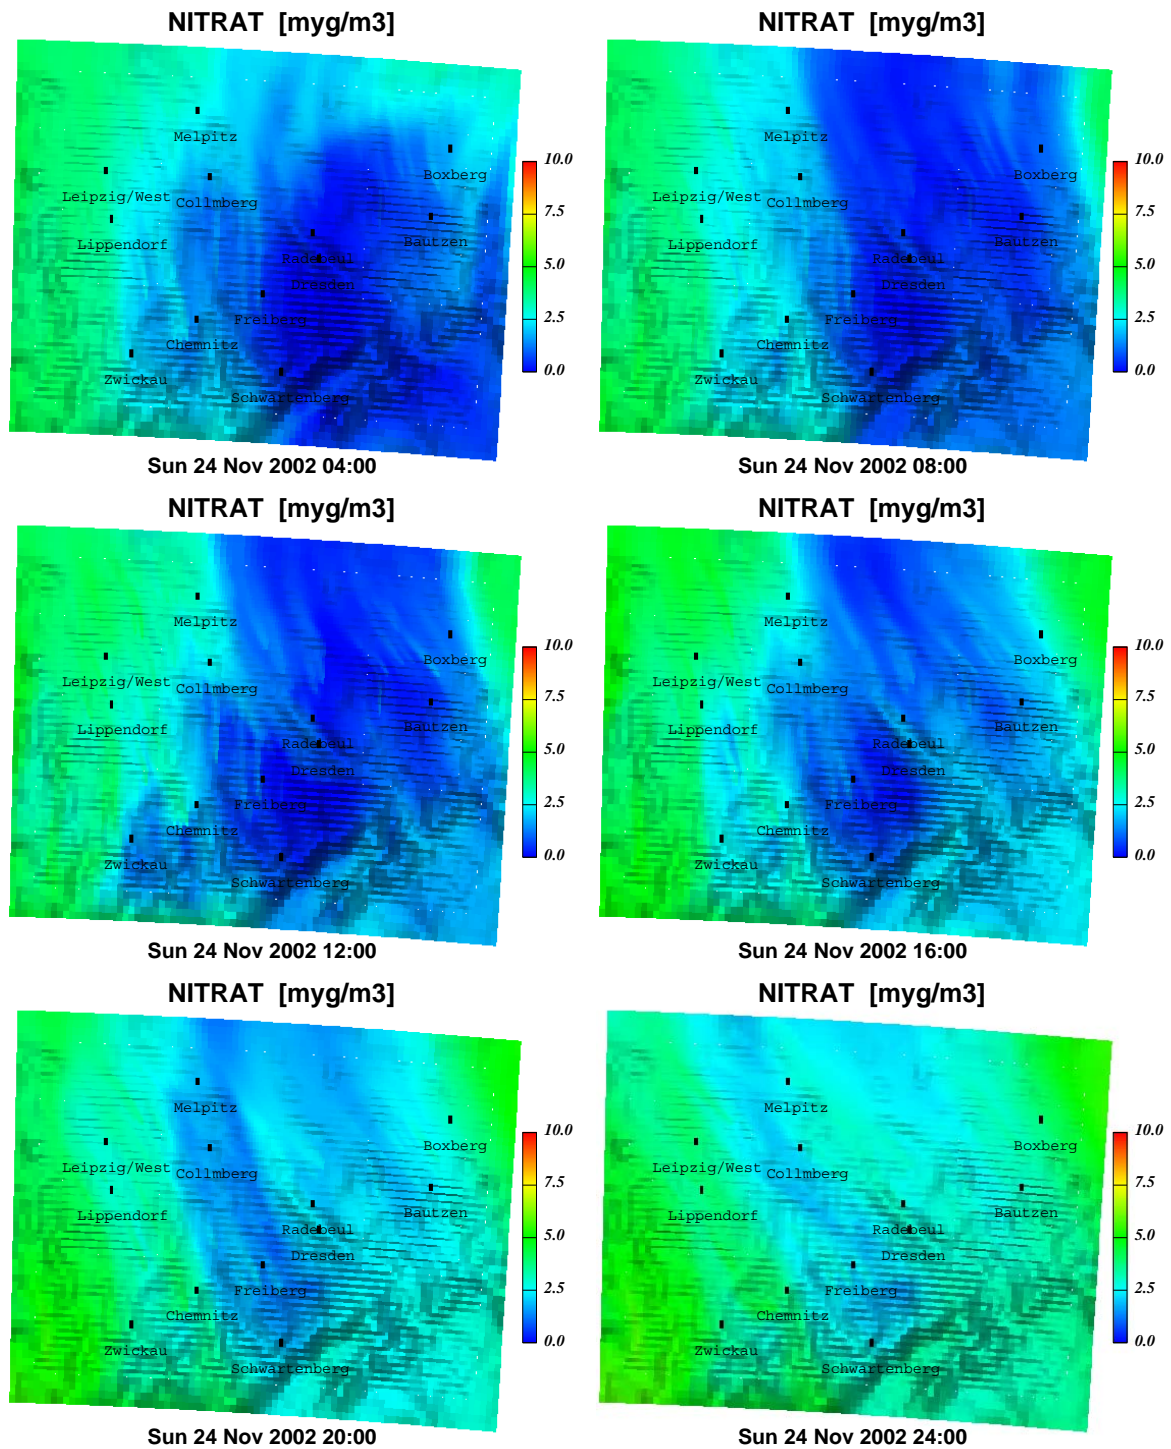 NITRAT [myg/m3]
Melpitz
Boxberg
Leipzig/West
Collmberg
Lippendorf
Bautzen
Radebeul
Dresden
Freiberg
Chemnitz
Zwickau
Schwartenberg
10.0
7.5
5.0
2.5
0.0
Sun 24 Nov 2002 04:00
NITRAT [myg/m3]
Melpitz
Boxberg
Leipzig/West
Collmberg
Lippendorf
Bautzen
Radebeul
Dresden
Freiberg
Chemnitz
Zwickau
Schwartenberg
10.0
7.5
5.0
2.5
0.0
Sun 24 Nov 2002 08:00
NITRAT [myg/m3]
Melpitz
Boxberg
Leipzig/West
Collmberg
Lippendorf
Bautzen
Radebeul
Dresden
Freiberg
Chemnitz
Zwickau
Schwartenberg
10.0
7.5
5.0
2.5
0.0
Sun 24 Nov 2002 12:00
NITRAT [myg/m3]
Melpitz
Boxberg
Leipzig/West
Collmberg
Lippendorf
Bautzen
Radebeul
Dresden
Freiberg
Chemnitz
Zwickau
Schwartenberg
10.0
7.5
5.0
2.5
0.0
Sun 24 Nov 2002 16:00
NITRAT [myg/m3]
Melpitz
Boxberg
Leipzig/West
Collmberg
Lippendorf
Bautzen
Radebeul
Dresden
Freiberg
Chemnitz
Zwickau
Schwartenberg
10.0
7.5
5.0
2.5
0.0
Sun 24 Nov 2002 20:00
NITRAT [myg/m3]
Melpitz
Boxberg
Leipzig/West
Collmberg
Lippendorf
Bautzen
Radebeul
Dresden
Freiberg
Chemnitz
Zwickau
Schwartenberg
10.0
7.5
5.0
2.5
0.0
Sun 24 Nov 2002 24:00